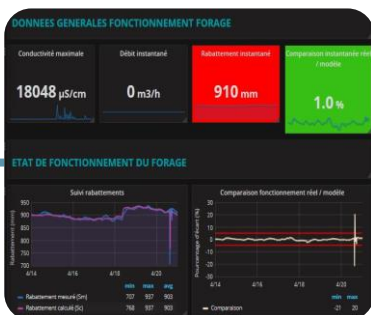 DONNEES GENERALES FONCTIONNEMENT FORAGE
Conductivité maximale
18048 µS/cm
Débit instantané
0 m3/h
Rabattement instantané
910 mm
Comparaison instantanée réel
/ modèle
1.0 %
ETAT DE FONCTIONNEMENT DU FORAGE
Suivi rabattements
Rabattement (mm)
950
900
850
800
750
700
4/14 4/16 4/18 4/20
min max avg
Rabattement mesuré (Sm) 707 937 903
Rabattement calculé (Sc) 768 937 903
Comparaison fonctionnement réel / modèle
Pourcentage d'écart (%)
30
20
10
0
-10
-20
-30
4/14 4/16 4/18 4/20
min max
Comparaison -21 20